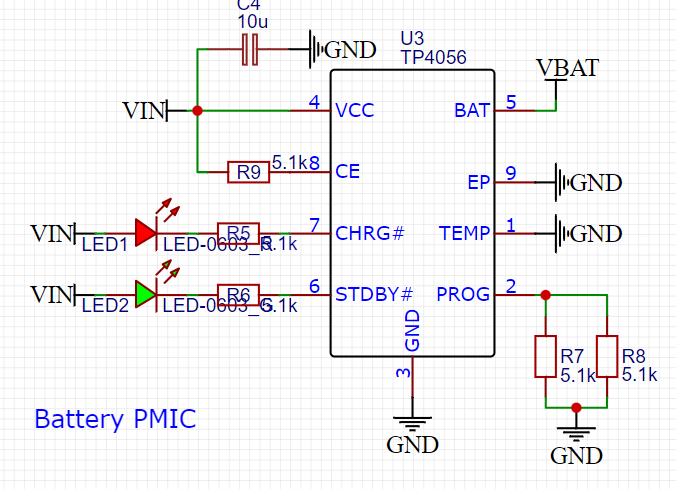 C4
10u
GND
U3
TP4056
VBAT
VIN
4
VCC
BAT
5
R9
5.1k
8
CE
EP
9
GND
VIN
LED1
LED-0603_R
R5
5.1k
7
CHRG#
TEMP
1
GND
VIN
LED2
LED-0603_G
R6
5.1k
6
STDBY#
PROG
2
GND
3
R7
5.1k
R8
5.1k
Battery PMIC
GND
GND